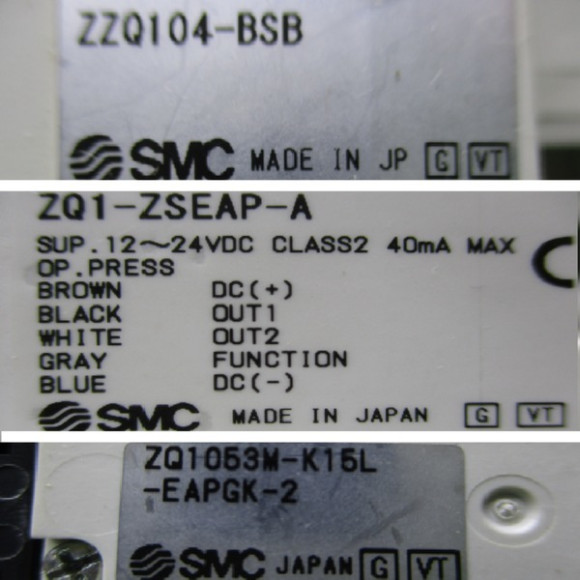 ZZQ104-BSB
SMC MADE IN JP G VT
ZQ1-ZSEAP-A
SUP.12~24VDC CLASS2 40mA MAX
OP.PRESS
BROWN DC(+)
BLACK OUT1
WHITE OUT2
GRAY FUNCTION
BLUE DC(-)
SMC MADE IN JAPAN G VT
ZQ1053M-K15L
-EAPGK-2
SMC JAPAN G VT